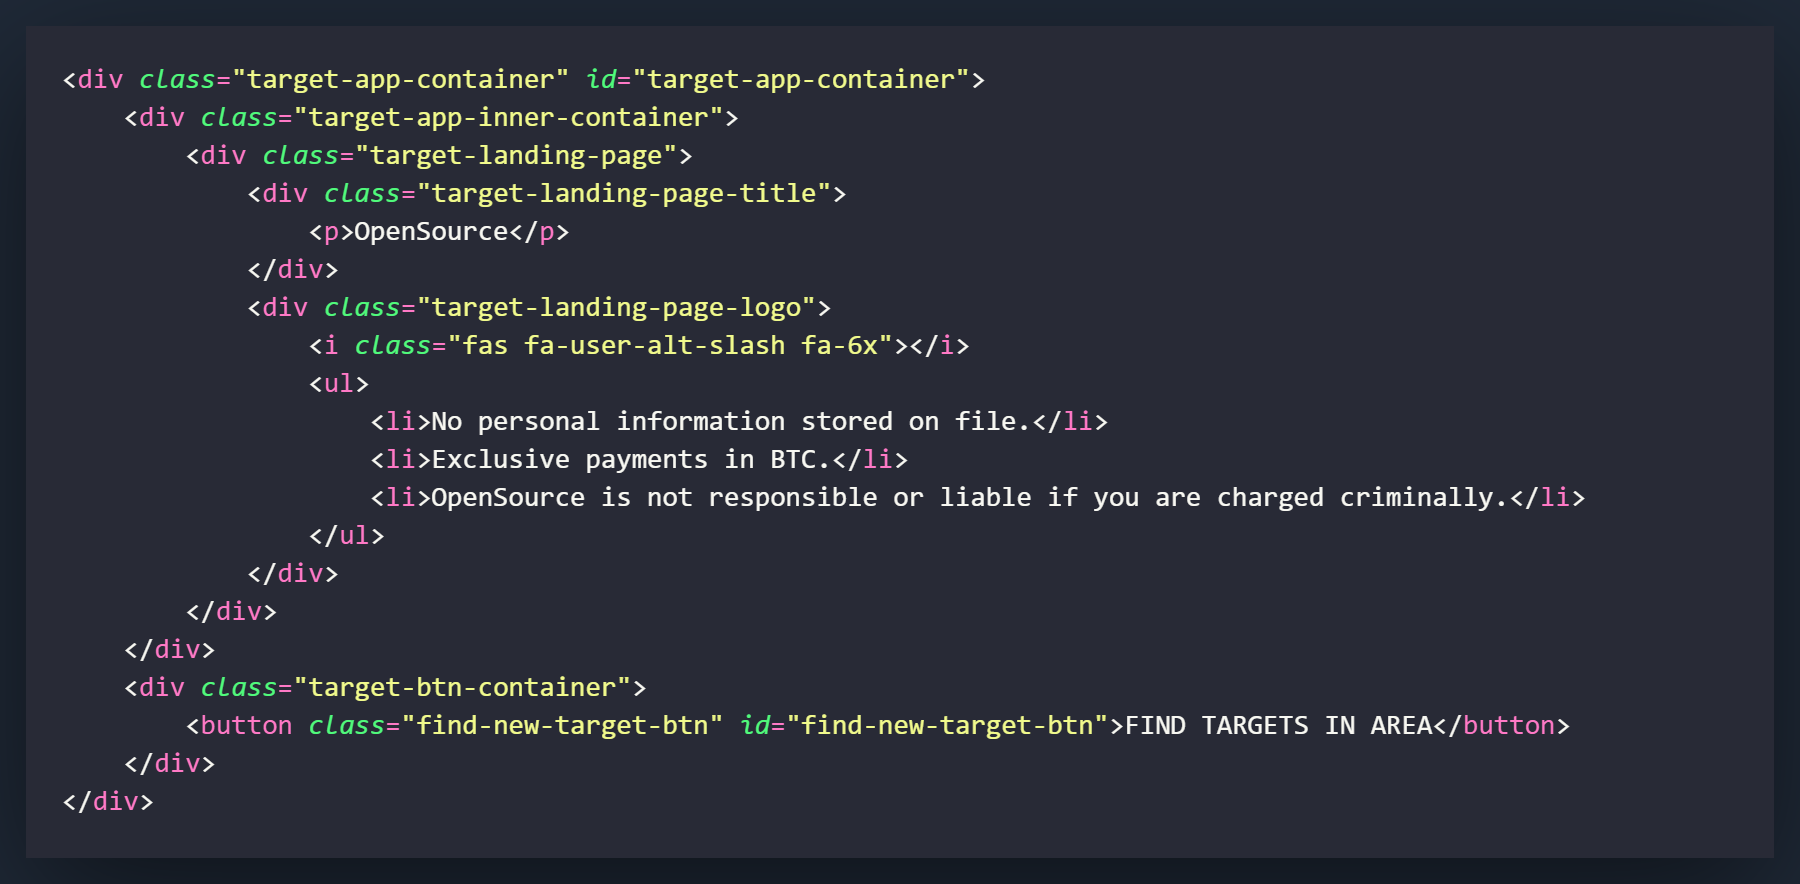 <div class="target-app-container" id="target-app-container">
    <div class="target-app-inner-container">
        <div class="target-landing-page">
            <div class="target-landing-page-title">
                <p>OpenSource</p>
            </div>
            <div class="target-landing-page-logo">
                <i class="fas fa-user-alt-slash fa-6x"></i>
                <ul>
                    <li>No personal information stored on file.</li>
                    <li>Exclusive payments in BTC.</li>
                    <li>OpenSource is not responsible or liable if you are charged criminally.</li>
                </ul>
            </div>
        </div>
    </div>
    <div class="target-btn-container">
        <button class="find-new-target-btn" id="find-new-target-btn">FIND TARGETS IN AREA</button>
    </div>
</div>